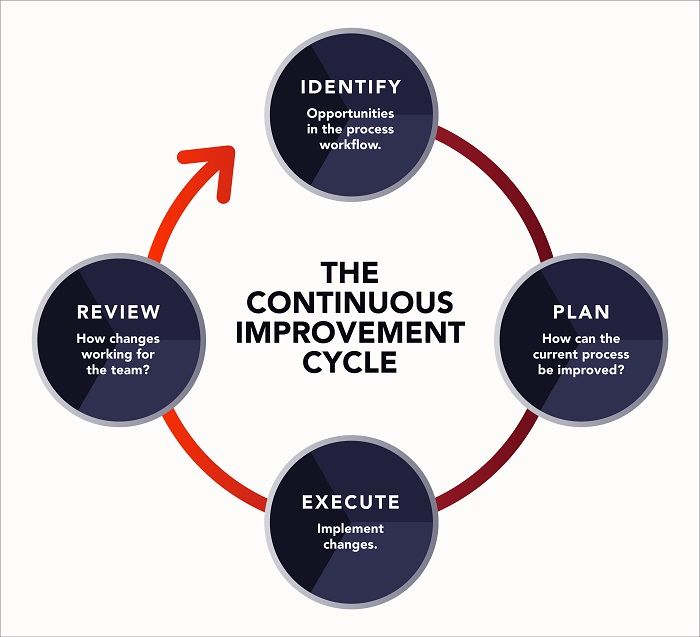 IDENTIFY
Opportunities
in the process
workflow.
THE
CONTINUOUS
IMPROVEMENT
CYCLE
PLAN
How can the
current process
be improved?
EXECUTE
Implement
changes.
REVIEW
How changes
working for
the team?